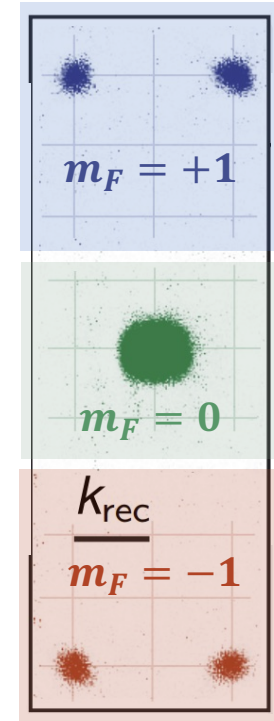 m_F = +1
m_F = 0
k_rec
m_F = −1